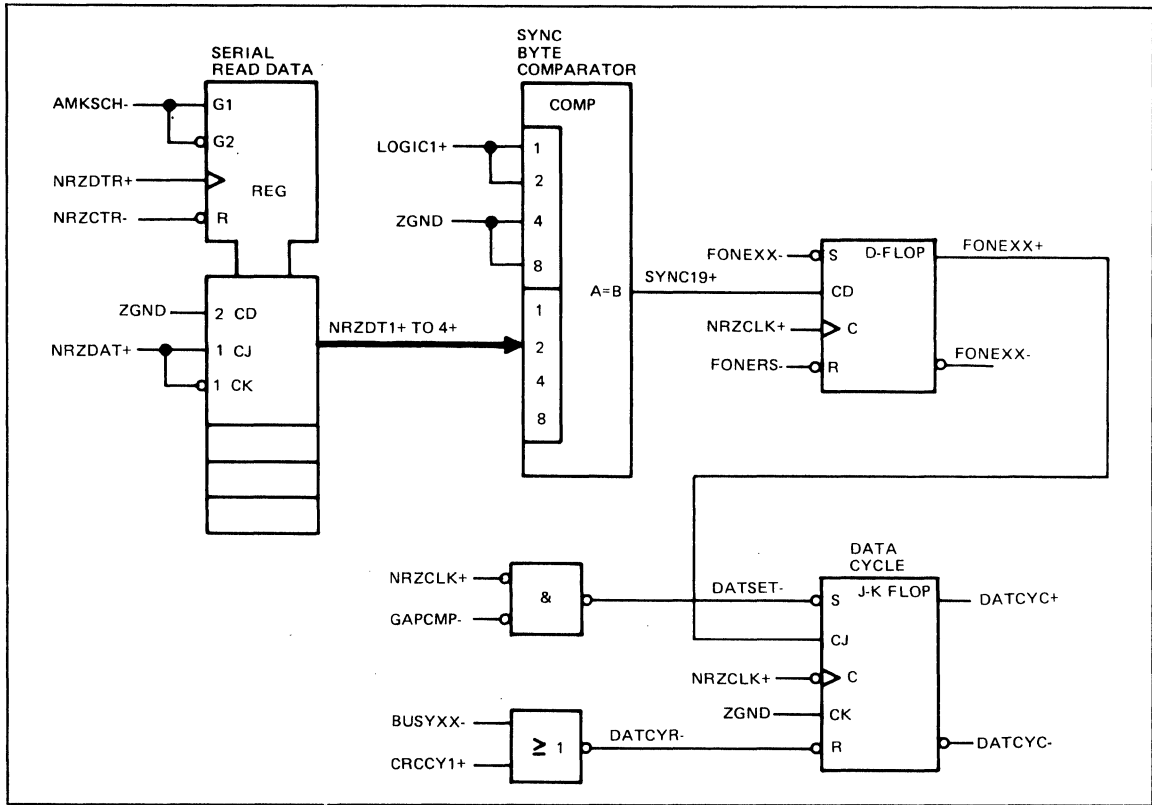 SERIAL
READ DATA
AMKSCH-
G1
G2
NRZDTR+
REG
NRZCTR-
R
ZGND
2 CD
NRZDAT+
1 CJ
1 CK
NRZDT1+ TO 4+
SYNC
BYTE
COMPARATOR
COMP
LOGIC1+
1
2
ZGND
4
8
A=B
1
2
4
8
SYNC19+
FONEXX-
S
D-FLOP
FONEXX+
CD
NRZCLK+
C
FONERS-
R
FONEXX-
NRZCLK+
GAPCMP-
&
DATSET-
DATA
CYCLE
S
J-K FLOP
DATCYC+
CJ
NRZCLK+
C
ZGND
CK
BUSYXX-
CRCCY1+
≥ 1
DATCYR-
R
DATCYC-